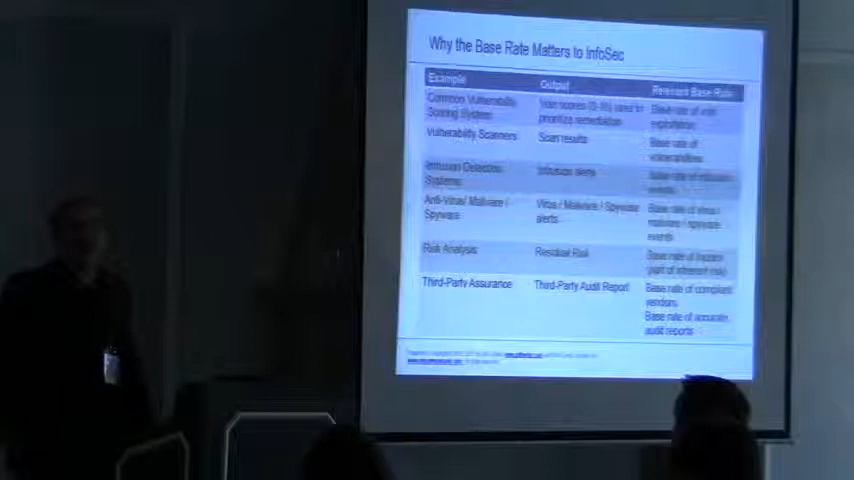 Why the Base Rate Matters to InfoSec
Example Output Relevant Base Rate
Common Vulnerability Scoring System Vuln scores (0-10) used to prioritize remediation Base rate of vuln exploitation
Vulnerability Scanners Scan results Base rate of vulnerabilities
Intrusion Detection Systems Intrusion alerts Base rate of intrusion events
Anti-Virus/ Malware / Spyware Virus / Malware / Spyware alerts Base rate of virus / malware / spyware events
Risk Analysis Residual Risk Base rate of (part of inherent risk)
Third-Party Assurance Third-Party Audit Report Base rate of compliant vendors
Base rate of accurate audit reports